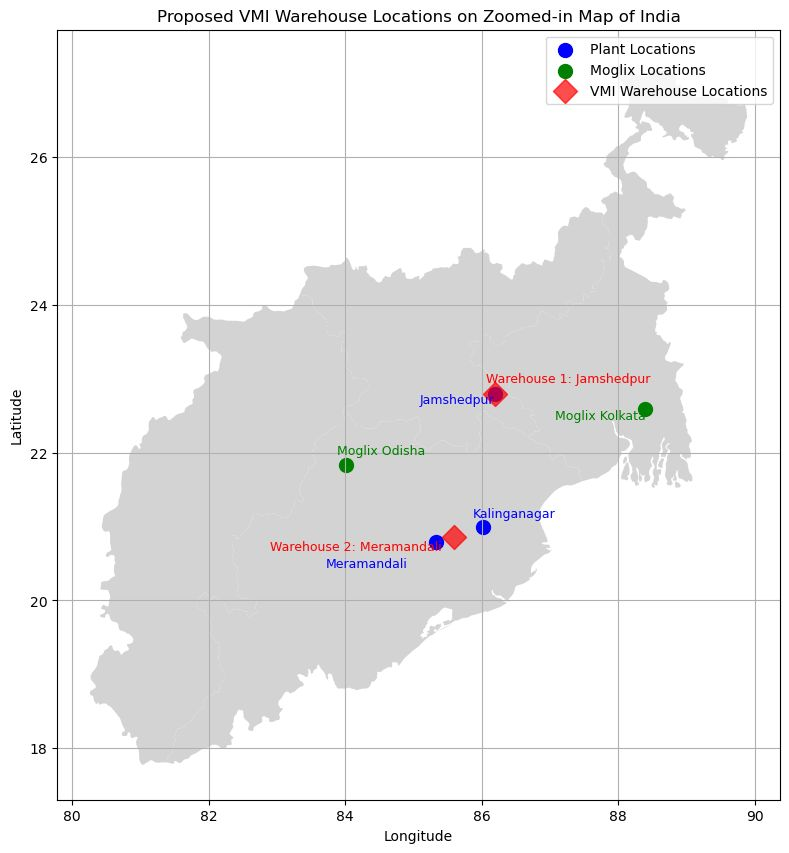 Proposed VMI Warehouse Locations on Zoomed-in Map of India
Plant Locations
Moglix Locations
VMI Warehouse Locations
26
24
Warehouse 1: Jamshedpur
Jamshedpur
Moglix Kolkata
Latitude
22
Moglix Odisha
Kalinganagar
Warehouse 2: Meramandali
Meramandali
20
18
80
82
84
86
88
90
Longitude